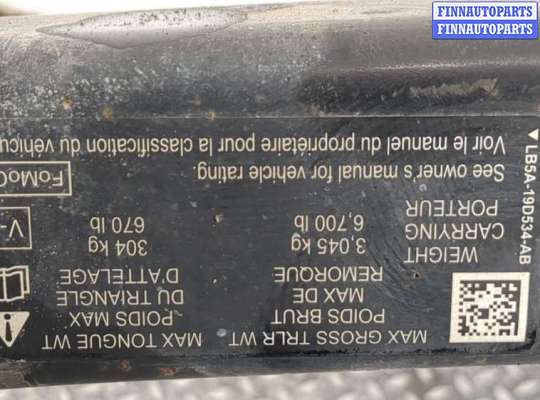 FINNAUTOPARTS
FINNAUTOPARTS
▼LB5A-19D534-AB
MAX GROSS TRLR WT
POIDS BRUT
MAX DE
REMORQUE
MAX TONGUE WT
POIDS MAX
DU TRIANGLE
D'ATTELAGE
WEIGHT
CARRYING
PORTEUR
3,045 kg
6,700 lb
304 kg
670 lb
V-
See owner's manual for vehicle rating.
Voir le manuel du propriétaire pour la classification du
FoMoC